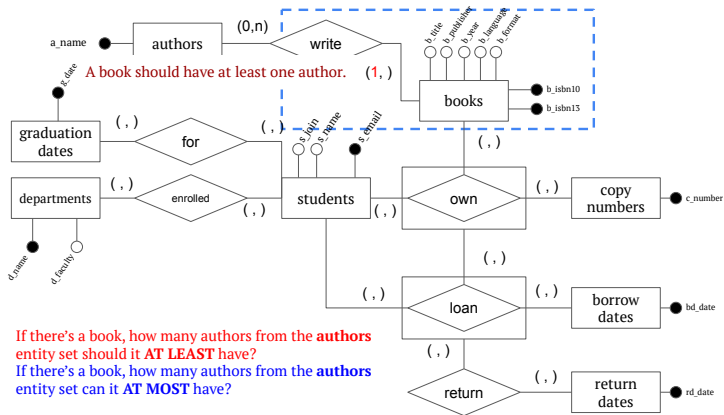 a_name
authors
(0,n)
write
b_title
b_publisher
b_year
b_language
b_format
A book should have at least one author.
(1, )
books
b_isbn10
b_isbn13
g_date
graduation
dates
( , )
for
( , )
s_join
s_name
s_email
( , )
departments
( , )
enrolled
( , )
students
( , )
own
( , )
copy
numbers
c_number
d_name
d_faculty
( , )
( , )
loan
( , )
borrow
dates
bd_date
If there's a book, how many authors from the authors
entity set should it AT LEAST have?
If there's a book, how many authors from the authors
entity set can it AT MOST have?
( , )
return
( , )
return
dates
rd_date